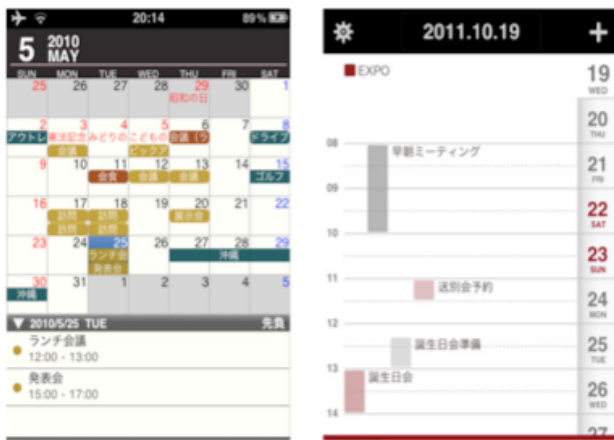 20:14
89%
5 2010 MAY
SUN MON TUE WED THU FRI SAT
25 26 27 28 29 30 1
昭和の日
2 3 4 5 6 7 8
アウトレ 憲法記念 みどりの こどもの 会議(ラ ドライブ
会議 ピックア
9 10 11 12 13 14 15
会食 会議 会議 ゴルフ
16 17 18 19 20 21 22
訪問 訪問 展示会
訪問 訪問
23 24 25 26 27 28 29
ランチ会 沖縄
発表会
30 31 1 2 3 4 5
沖縄
▼ 2010/5/25 TUE 先負
ランチ会議
12:00 - 13:00
発表会
15:00 - 17:00
2011.10.19 +
EXPO
08
早朝ミーティング
09
10
11
送別会予約
12
誕生日会準備
13
誕生日会
14
19
WED
20
THU
21
FRI
22
SAT
23
SUN
24
MON
25
TUE
26
WED
27